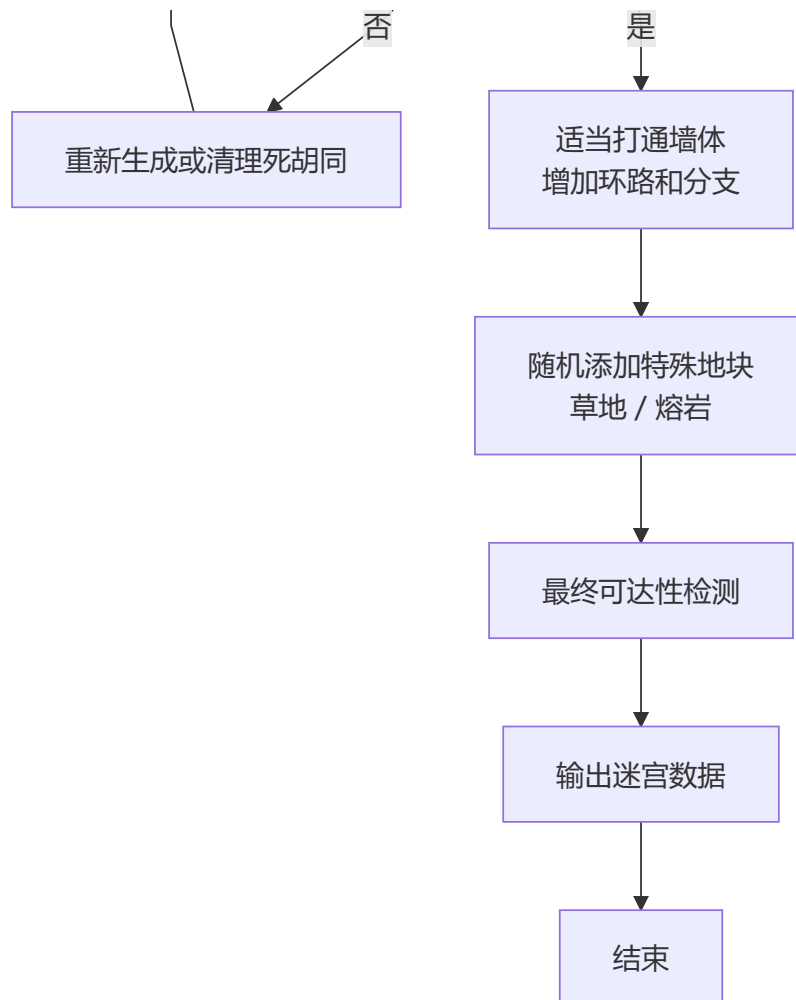 否
是
重新生成或清理死胡同
适当打通墙体
增加环路和分支
随机添加特殊地块
草地 / 熔岩
最终可达性检测
输出迷宫数据
结束